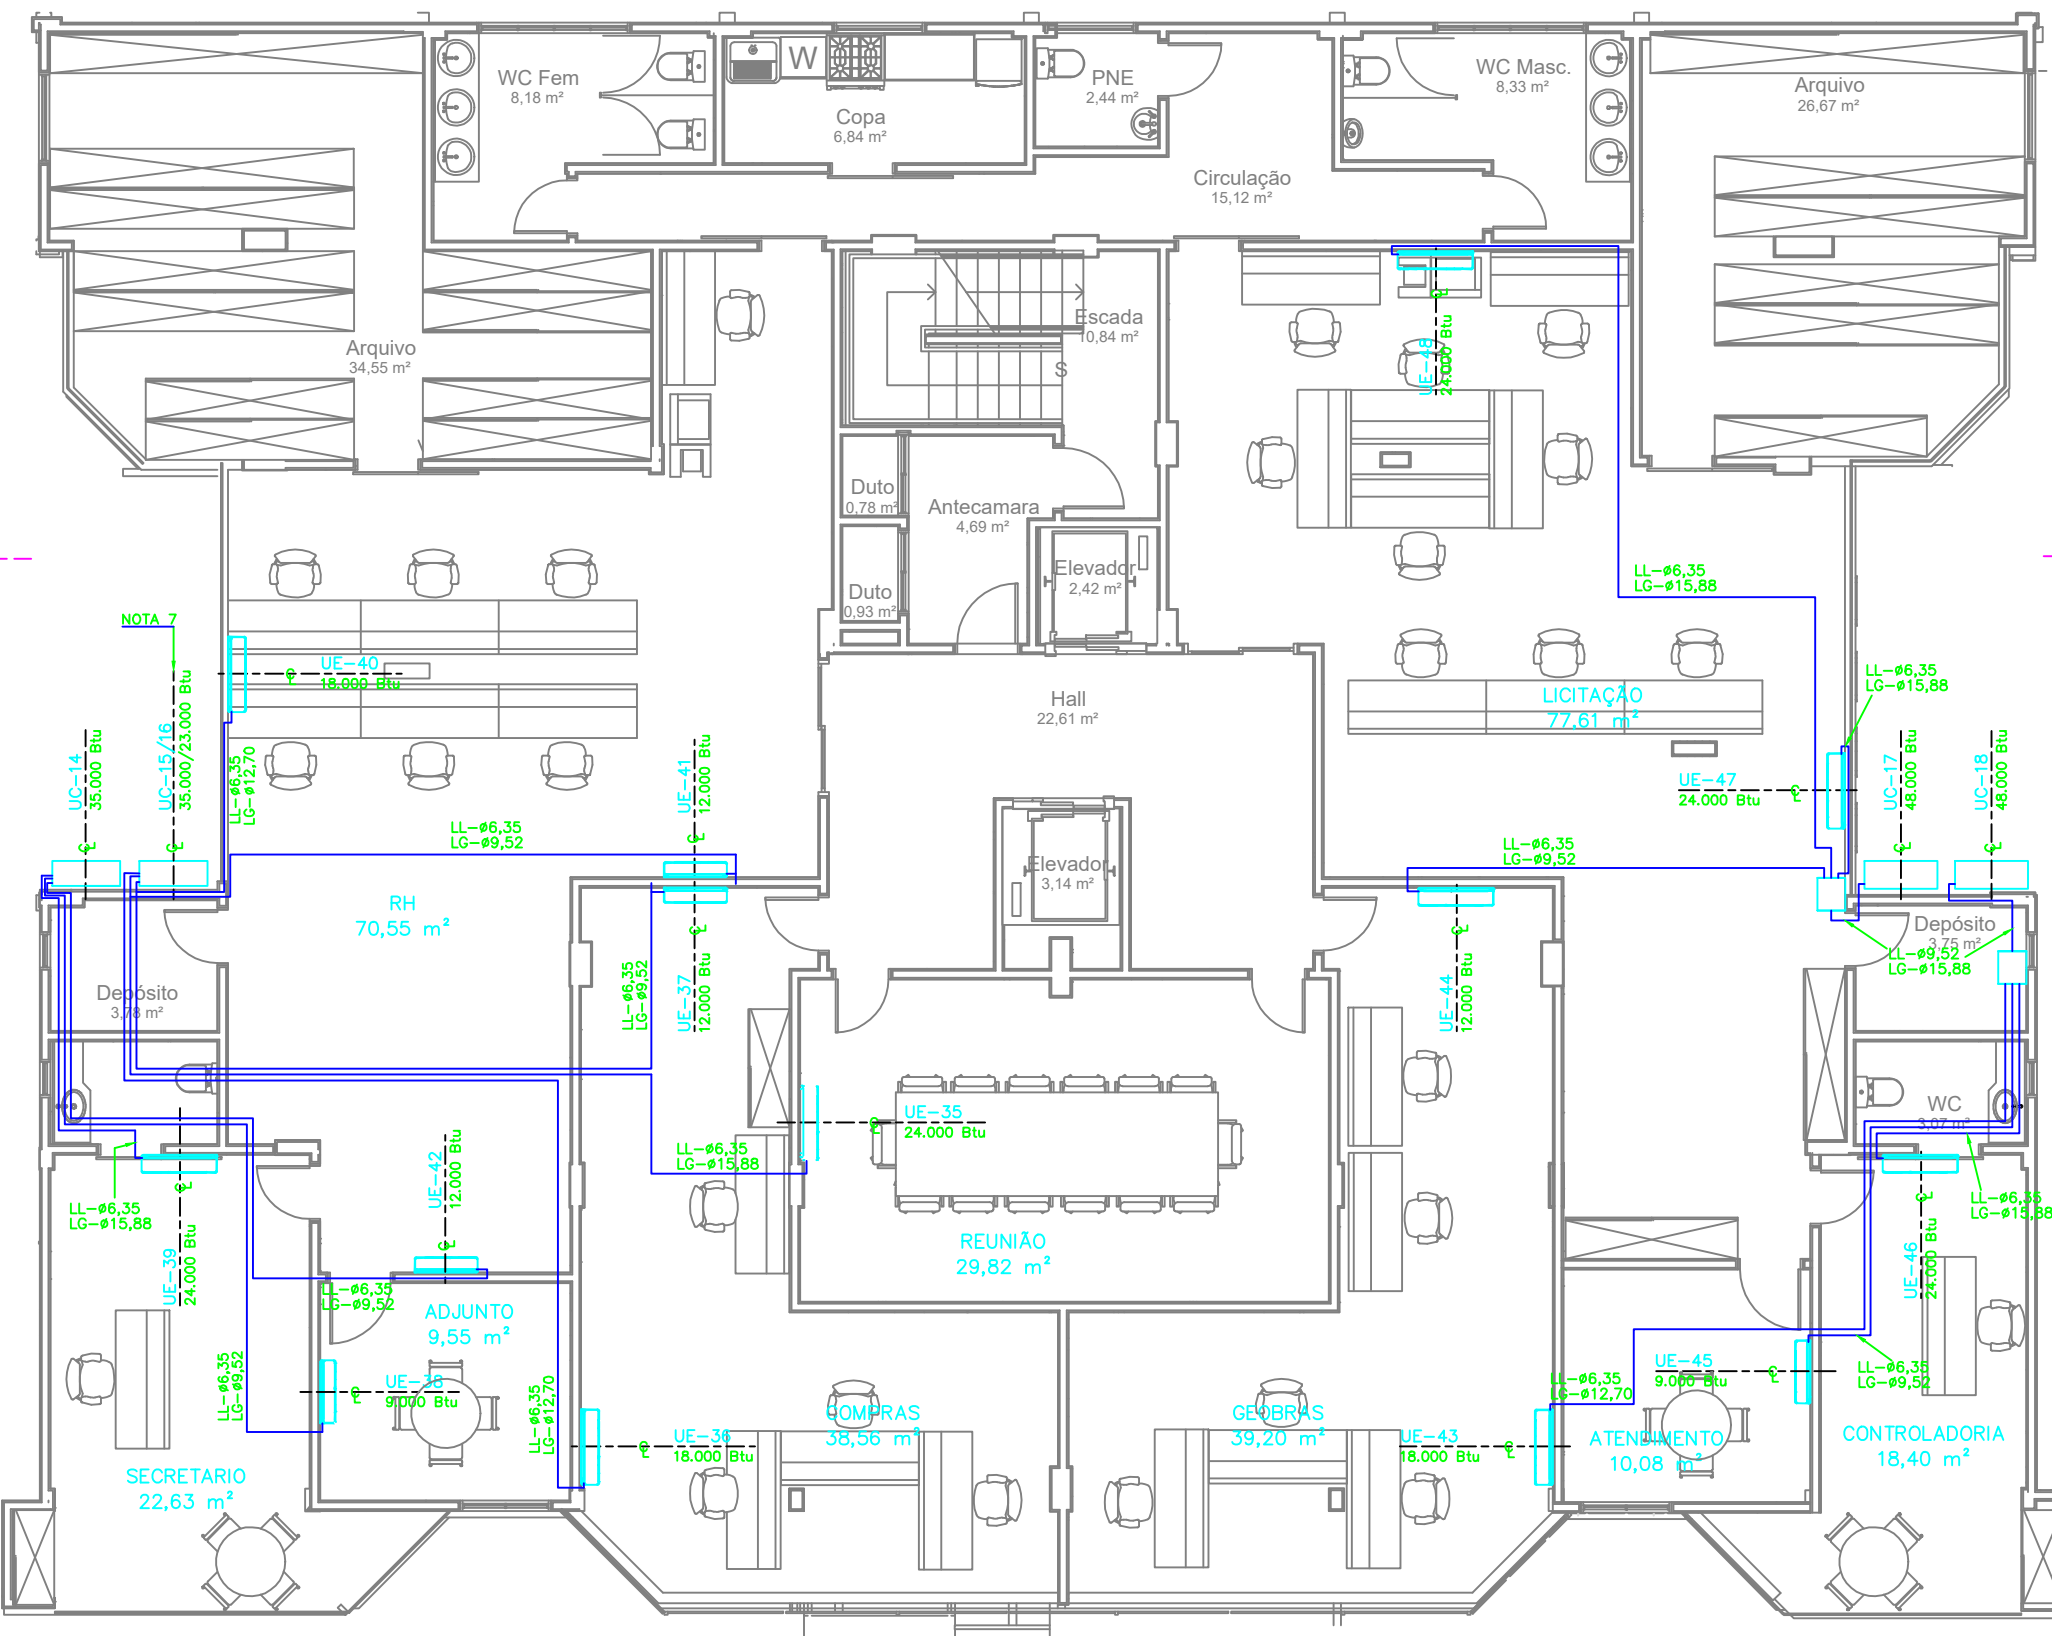 WC Fem
8,18 m²
W
Copa
6,84 m²
PNE
2,44 m²
WC Masc.
8,33 m²
Arquivo
26,67 m²
Circulação
15,12 m²
Arquivo
34,55 m²
Escada
10,84 m²
S
UE-48
24.000 Btu
Duto
0,78 m²
Antecamara
4,69 m²
Elevador
2,42 m²
Duto
0,93 m²
LL-ø6,35
LG-ø15,88
NOTA 7
UE-40
18.000 Btu
Hall
22,61 m²
LICITAÇÃO
77,61 m²
LL-ø6,35
LG-ø15,88
UC-14
35.000 Btu
UC-15/16
35.000/23.000 Btu
LL-ø6,35
LG-ø12,70
UE-41
12.000 Btu
UE-47
24.000 Btu
UC-17
48.000 Btu
UC-18
48.000 Btu
LL-ø6,35
LG-ø9,52
LL-ø6,35
LG-ø9,52
Elevador
3,14 m²
RH
70,55 m²
Depósito
3,75 m²
LL-ø9,52
LG-ø15,88
Depósito
3,78 m²
LL-ø6,35
LG-ø9,52
UE-37
12.000 Btu
UE-44
12.000 Btu
UE-35
24.000 Btu
WC
3,07 m²
LL-ø6,35
LG-ø15,88
UE-42
12.000 Btu
LL-ø6,35
LG-ø15,88
LL-ø6,35
LG-ø15,88
UE-39
24.000 Btu
REUNIÃO
29,82 m²
UE-46
24.000 Btu
LL-ø6,35
LG-ø9,52
ADJUNTO
9,55 m²
LL-ø6,35
LG-ø9,52
UE-38
9.000 Btu
LL-ø6,35
LG-ø12,70
UE-45
9.000 Btu
LL-ø6,35
LG-ø12,70
LL-ø6,35
LG-ø9,52
COMPRAS
38,56 m²
GEOBRAS
39,20 m²
UE-36
18.000 Btu
UE-43
18.000 Btu
ATENDIMENTO
10,08 m²
CONTROLADORIA
18,40 m²
SECRETARIO
22,63 m²